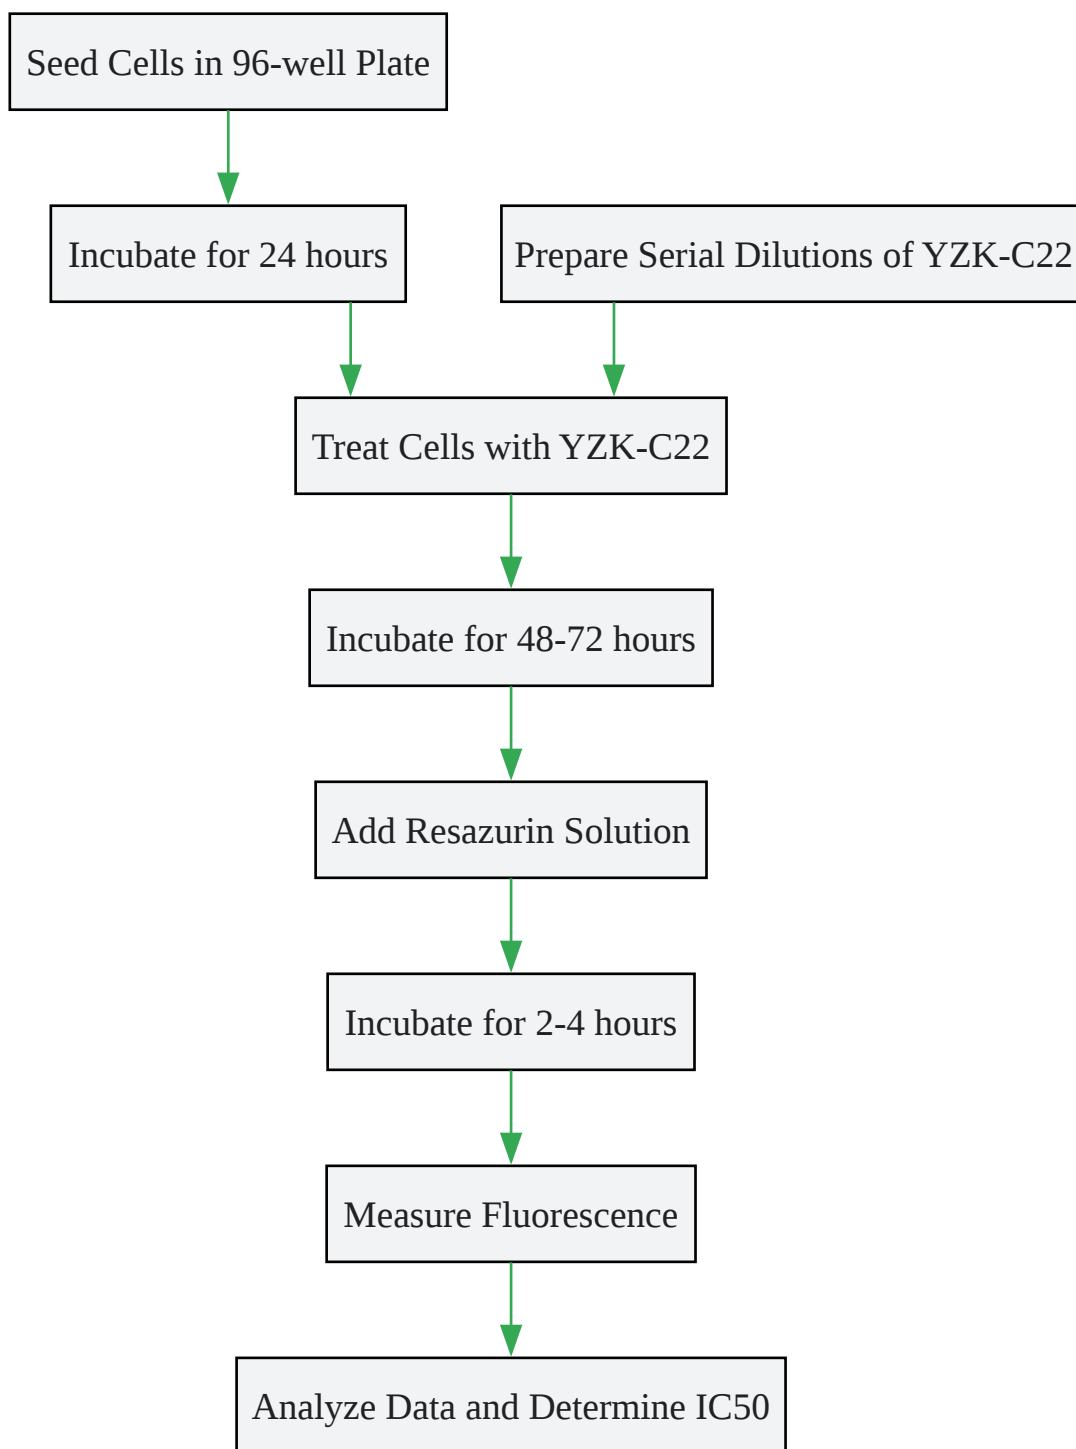 Seed Cells in 96-well Plate
Incubate for 24 hours
Prepare Serial Dilutions of YZK-C22
Treat Cells with YZK-C22
Incubate for 48-72 hours
Add Resazurin Solution
Incubate for 2-4 hours
Measure Fluorescence
Analyze Data and Determine IC50